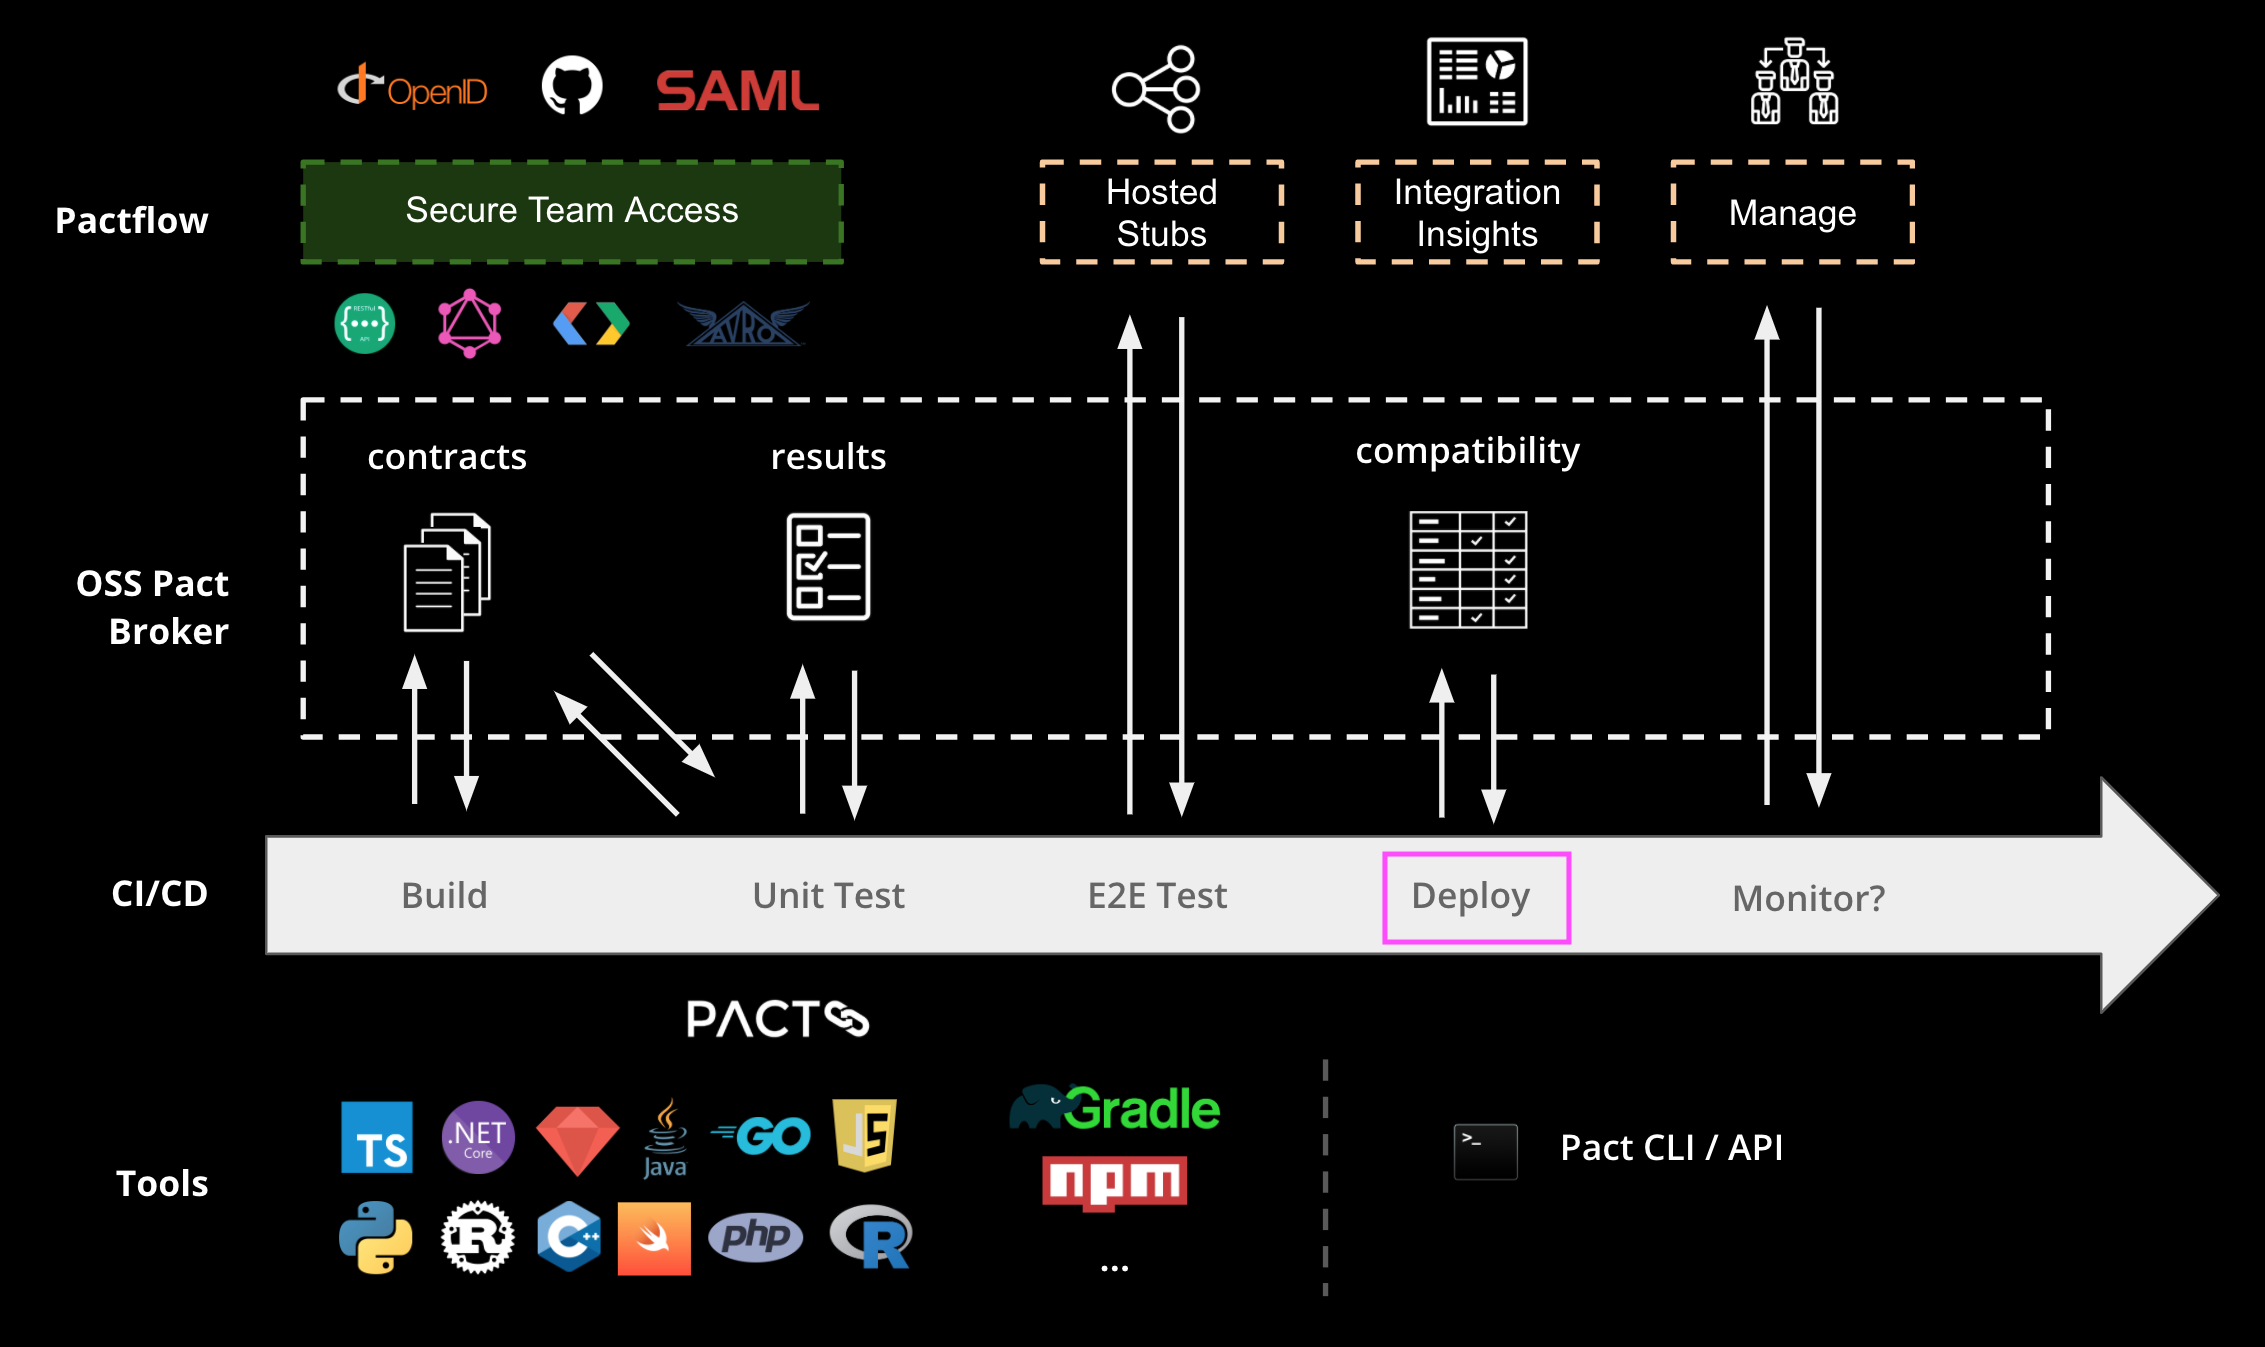 OpenID
SAML
Pactflow
Secure Team Access
Hosted
Stubs
Integration
Insights
Manage
RESTful
{•••}
API
AVRO
contracts
results
compatibility
OSS Pact
Broker
CI/CD
Build
Unit Test
E2E Test
Deploy
Monitor?
PACT
Tools
TS
.NET
Core
Java
GO
JS
Gradle
npm
>_
Pact CLI / API
R
C++
php
R
...